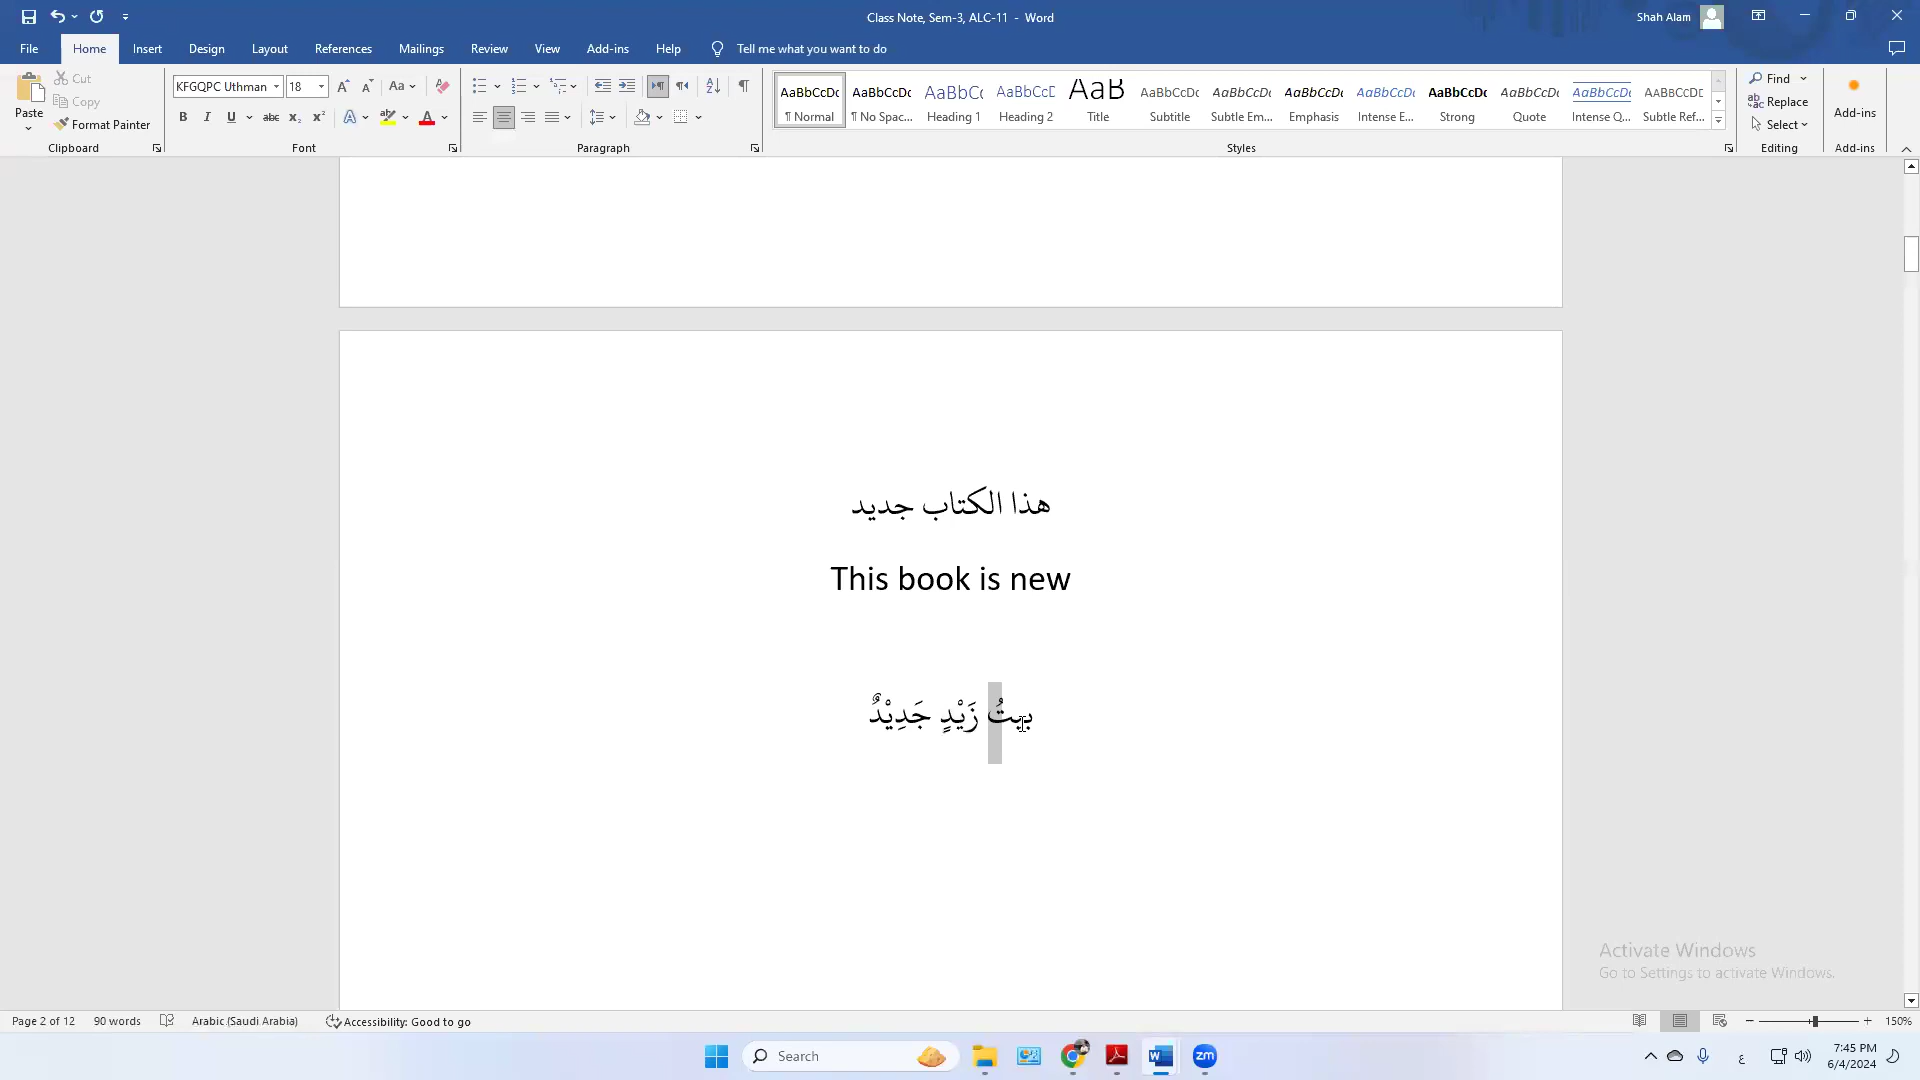 Class Note, Sem-3, ALC-11 - Word
Shah Alam
File Home Insert Design Layout References Mailings Review View Add-ins Help Tell me what you want to do
Paste
Cut
Copy
Format Painter
Clipboard
KFGQPC Uthman 18
Font
Paragraph
AaBbCcDc ¶ Normal
AaBbCcDc ¶ No Spac...
AaBbCc Heading 1
AaBbCcD Heading 2
AaB Title
AaBbCcDc Subtitle
AaBbCcDc Subtle Em...
AaBbCcDc Emphasis
AaBbCcDc Intense E...
AaBbCcDc Strong
AaBbCcDc Quote
AaBbCcDc Intense Q...
AABBCCDE Subtle Ref...
Styles
Find
Replace
Select
Editing
Add-ins
Add-ins
هذا الكتاب جديد
This book is new
بيتُ زَيْدٍ جَدِيْدٌ
Activate Windows
Go to Settings to activate Windows.
Page 2 of 12 90 words Arabic (Saudi Arabia) Accessibility: Good to go 150%
Search
zm
ع
7:45 PM
6/4/2024